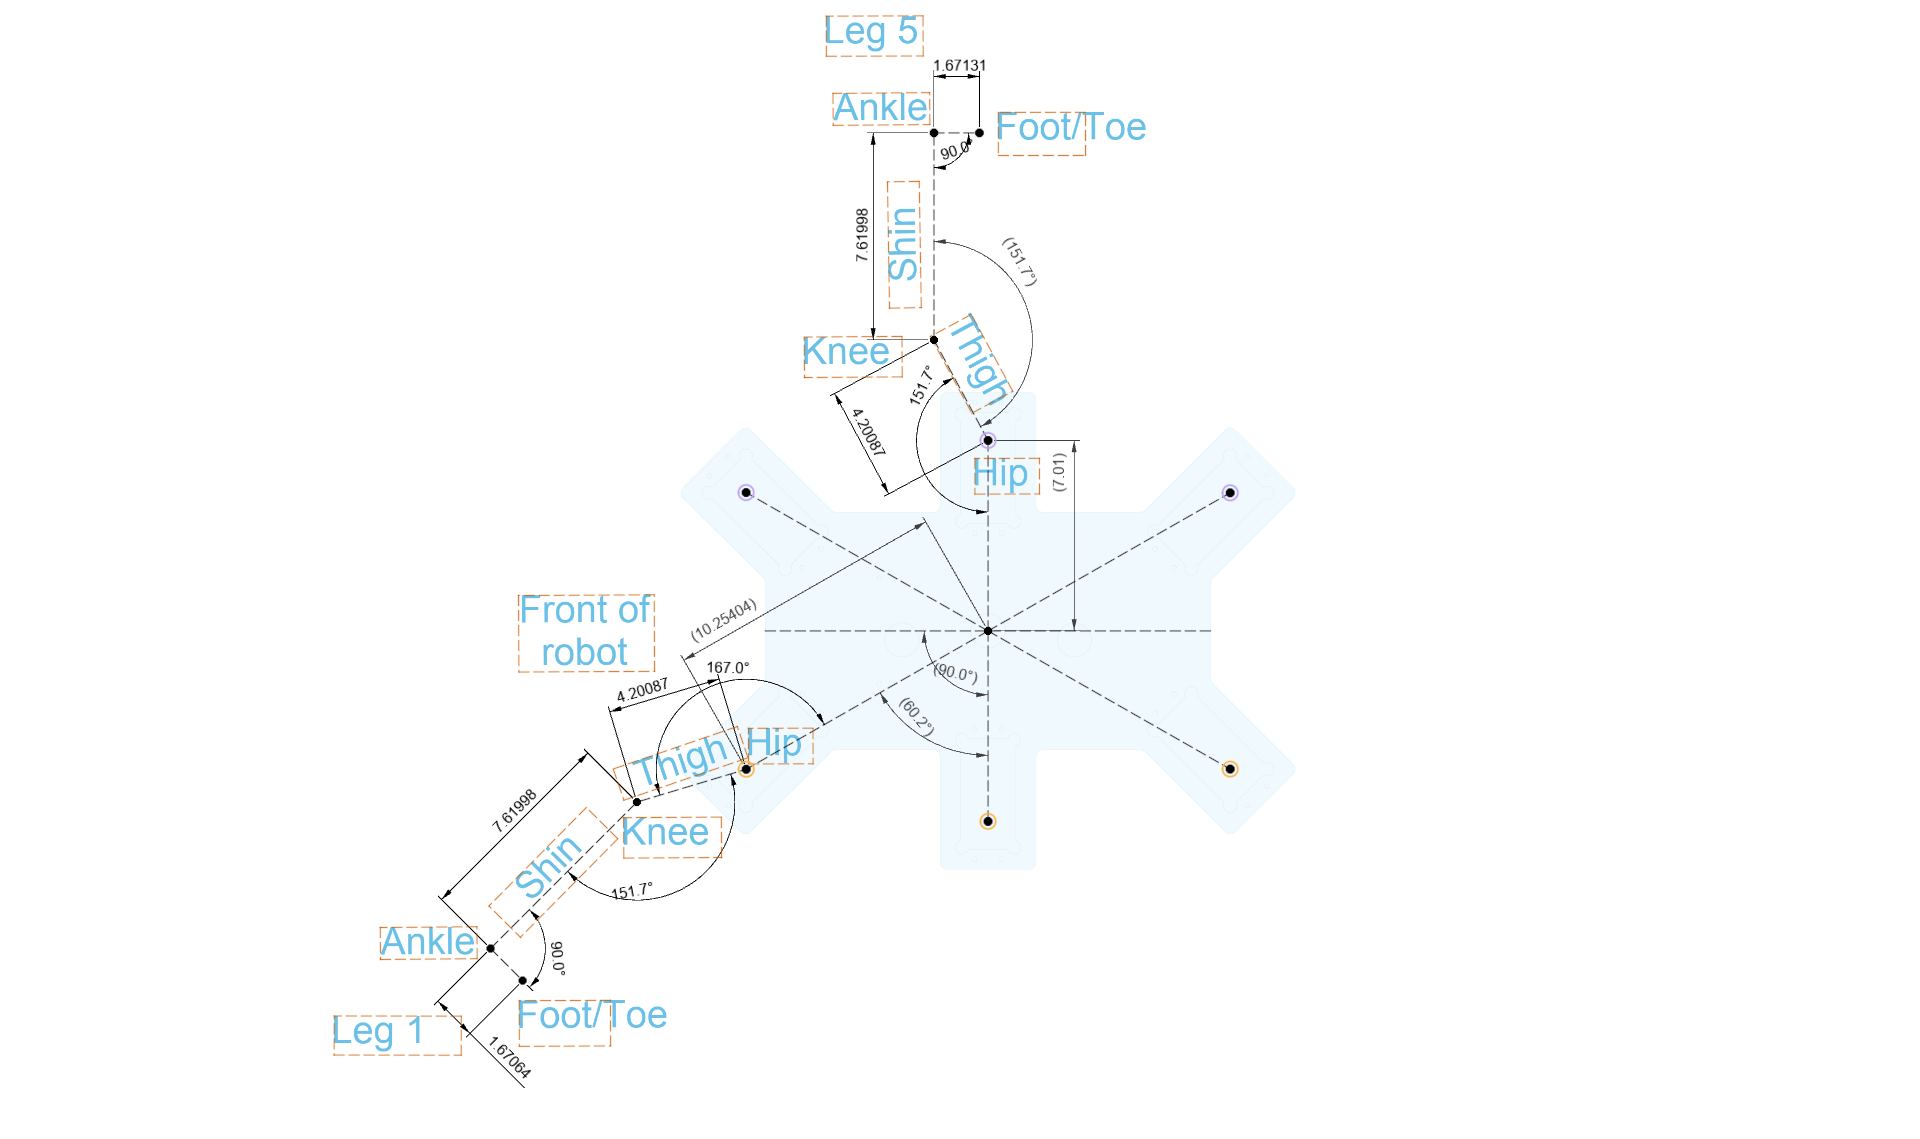 Leg 5
1.67131
Ankle
Foot/Toe
90.0°
7.61998
Shin
(151.7°)
Thigh
Knee
151.7°
4.20087
Hip
(7.01)
(10.25404)
Front of
robot
167.0°
4.20087
(90.0°)
(60.2°)
Hip
Thigh
7.61998
Knee
Shin
151.7°
Ankle
90.0°
Foot/Toe
Leg 1
1.67064